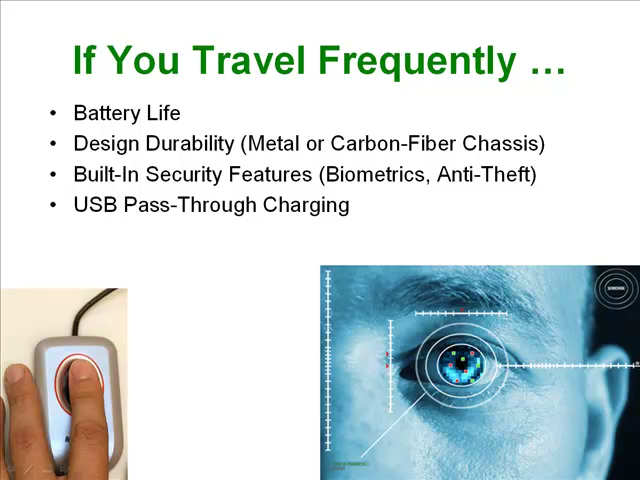 If You Travel Frequently …
• Battery Life
• Design Durability (Metal or Carbon-Fiber Chassis)
• Built-In Security Features (Biometrics, Anti-Theft)
• USB Pass-Through Charging